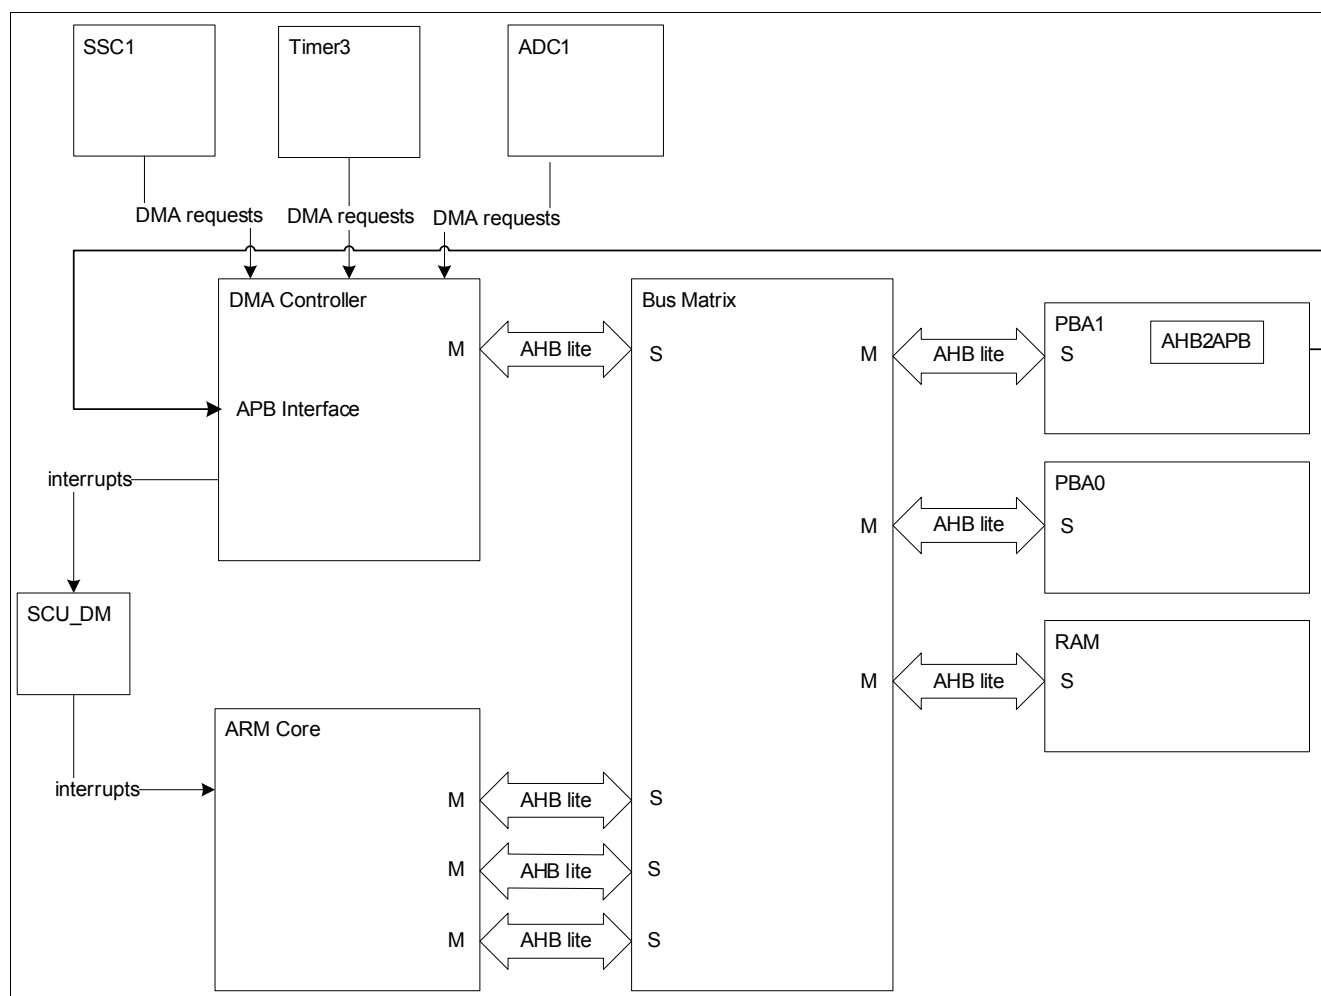 SSC1
Timer3
ADC1
DMA requests
DMA requests
DMA requests
DMA Controller
Bus Matrix
PBA1
AHB2APB
M
AHB lite
S
M
AHB lite
S
APB Interface
interrupts
PBA0
M
AHB lite
S
SCU_DM
RAM
M
AHB lite
S
ARM Core
interrupts
M
AHB lite
S
M
AHB lite
S
M
AHB lite
S